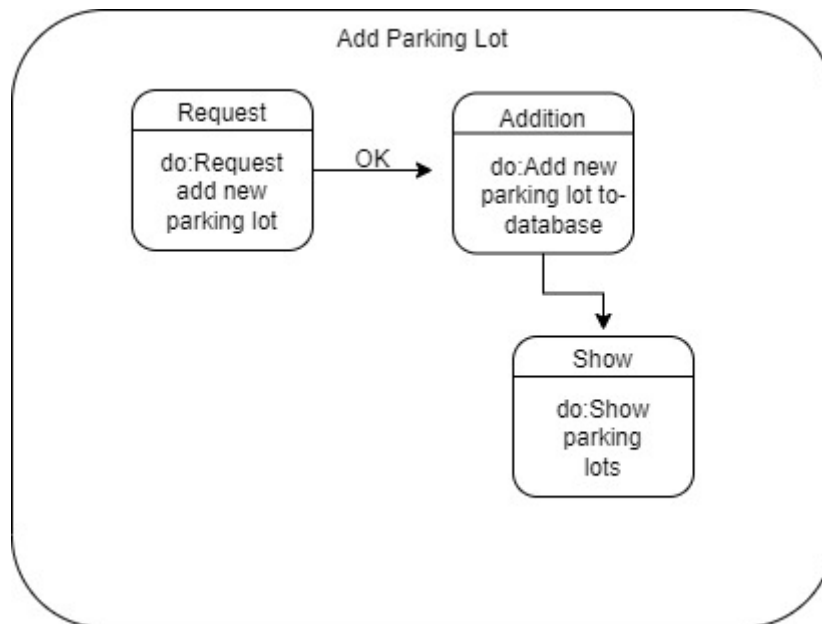 Add Parking Lot
Request
do:Request
add new
parking lot
OK
Addition
do:Add new
parking lot to-
database
Show
do:Show
parking
lots